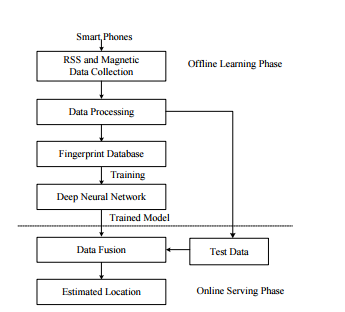 Smart Phones
RSS and Magnetic
Data Collection
Offline Learning Phase
Data Processing
Fingerprint Database
Training
Deep Neural Network
Trained Model
Data Fusion
Test Data
Estimated Location
Online Serving Phase